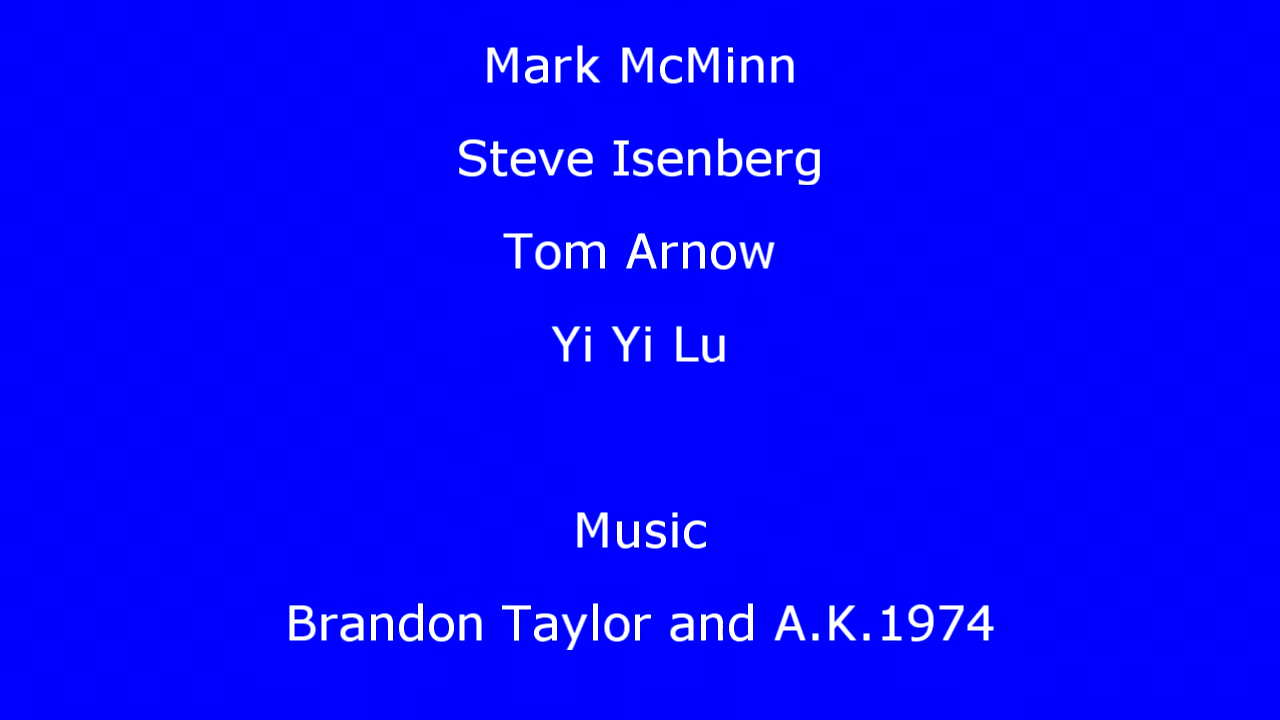 Mark McMinn
Steve Isenberg
Tom Arnow
Yi Yi Lu
Music
Brandon Taylor and A.K.1974